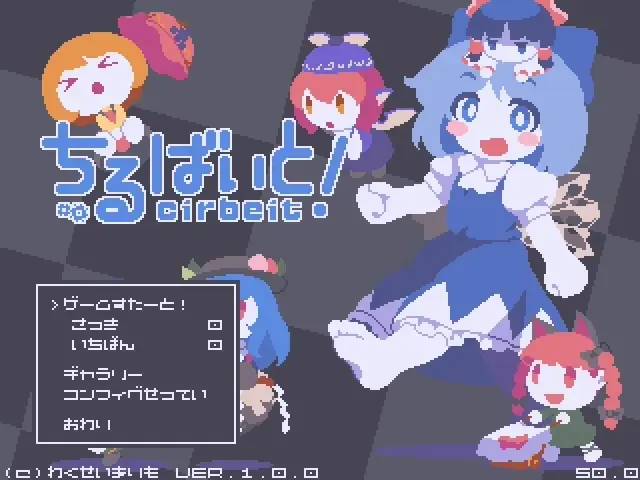 ちるばいと!
cirbeit.
>ゲームすたーと!
さっき 0
いちばん 0
ギャラリー
コンフィグせってい
おわり
(c)わくせいまいも VER.1.0.0
50.0